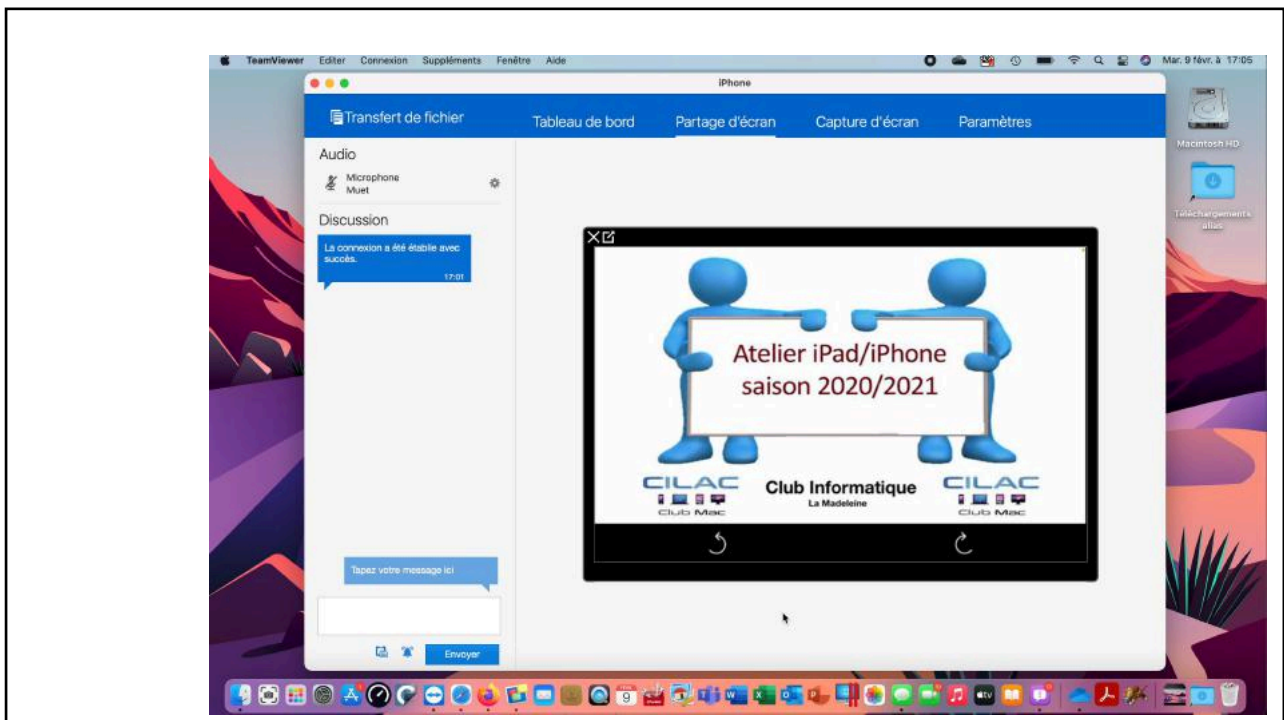 TeamViewer Editer Connexion Suppléments Fenêtre Aide Mar. 9 févr. à 17:05
iPhone
Transfert de fichier Tableau de bord Partage d'écran Capture d'écran Paramètres
Macintosh HD
Téléchargements
alias
Audio
Microphone
Muet
Discussion
La connexion a été établie avec
succès.
17:01
Atelier iPad/iPhone
saison 2020/2021
CILAC
Club Mac
Club Informatique
La Madeleine
CILAC
Club Mac
Tapez votre message ici
Envoyer
9
tv